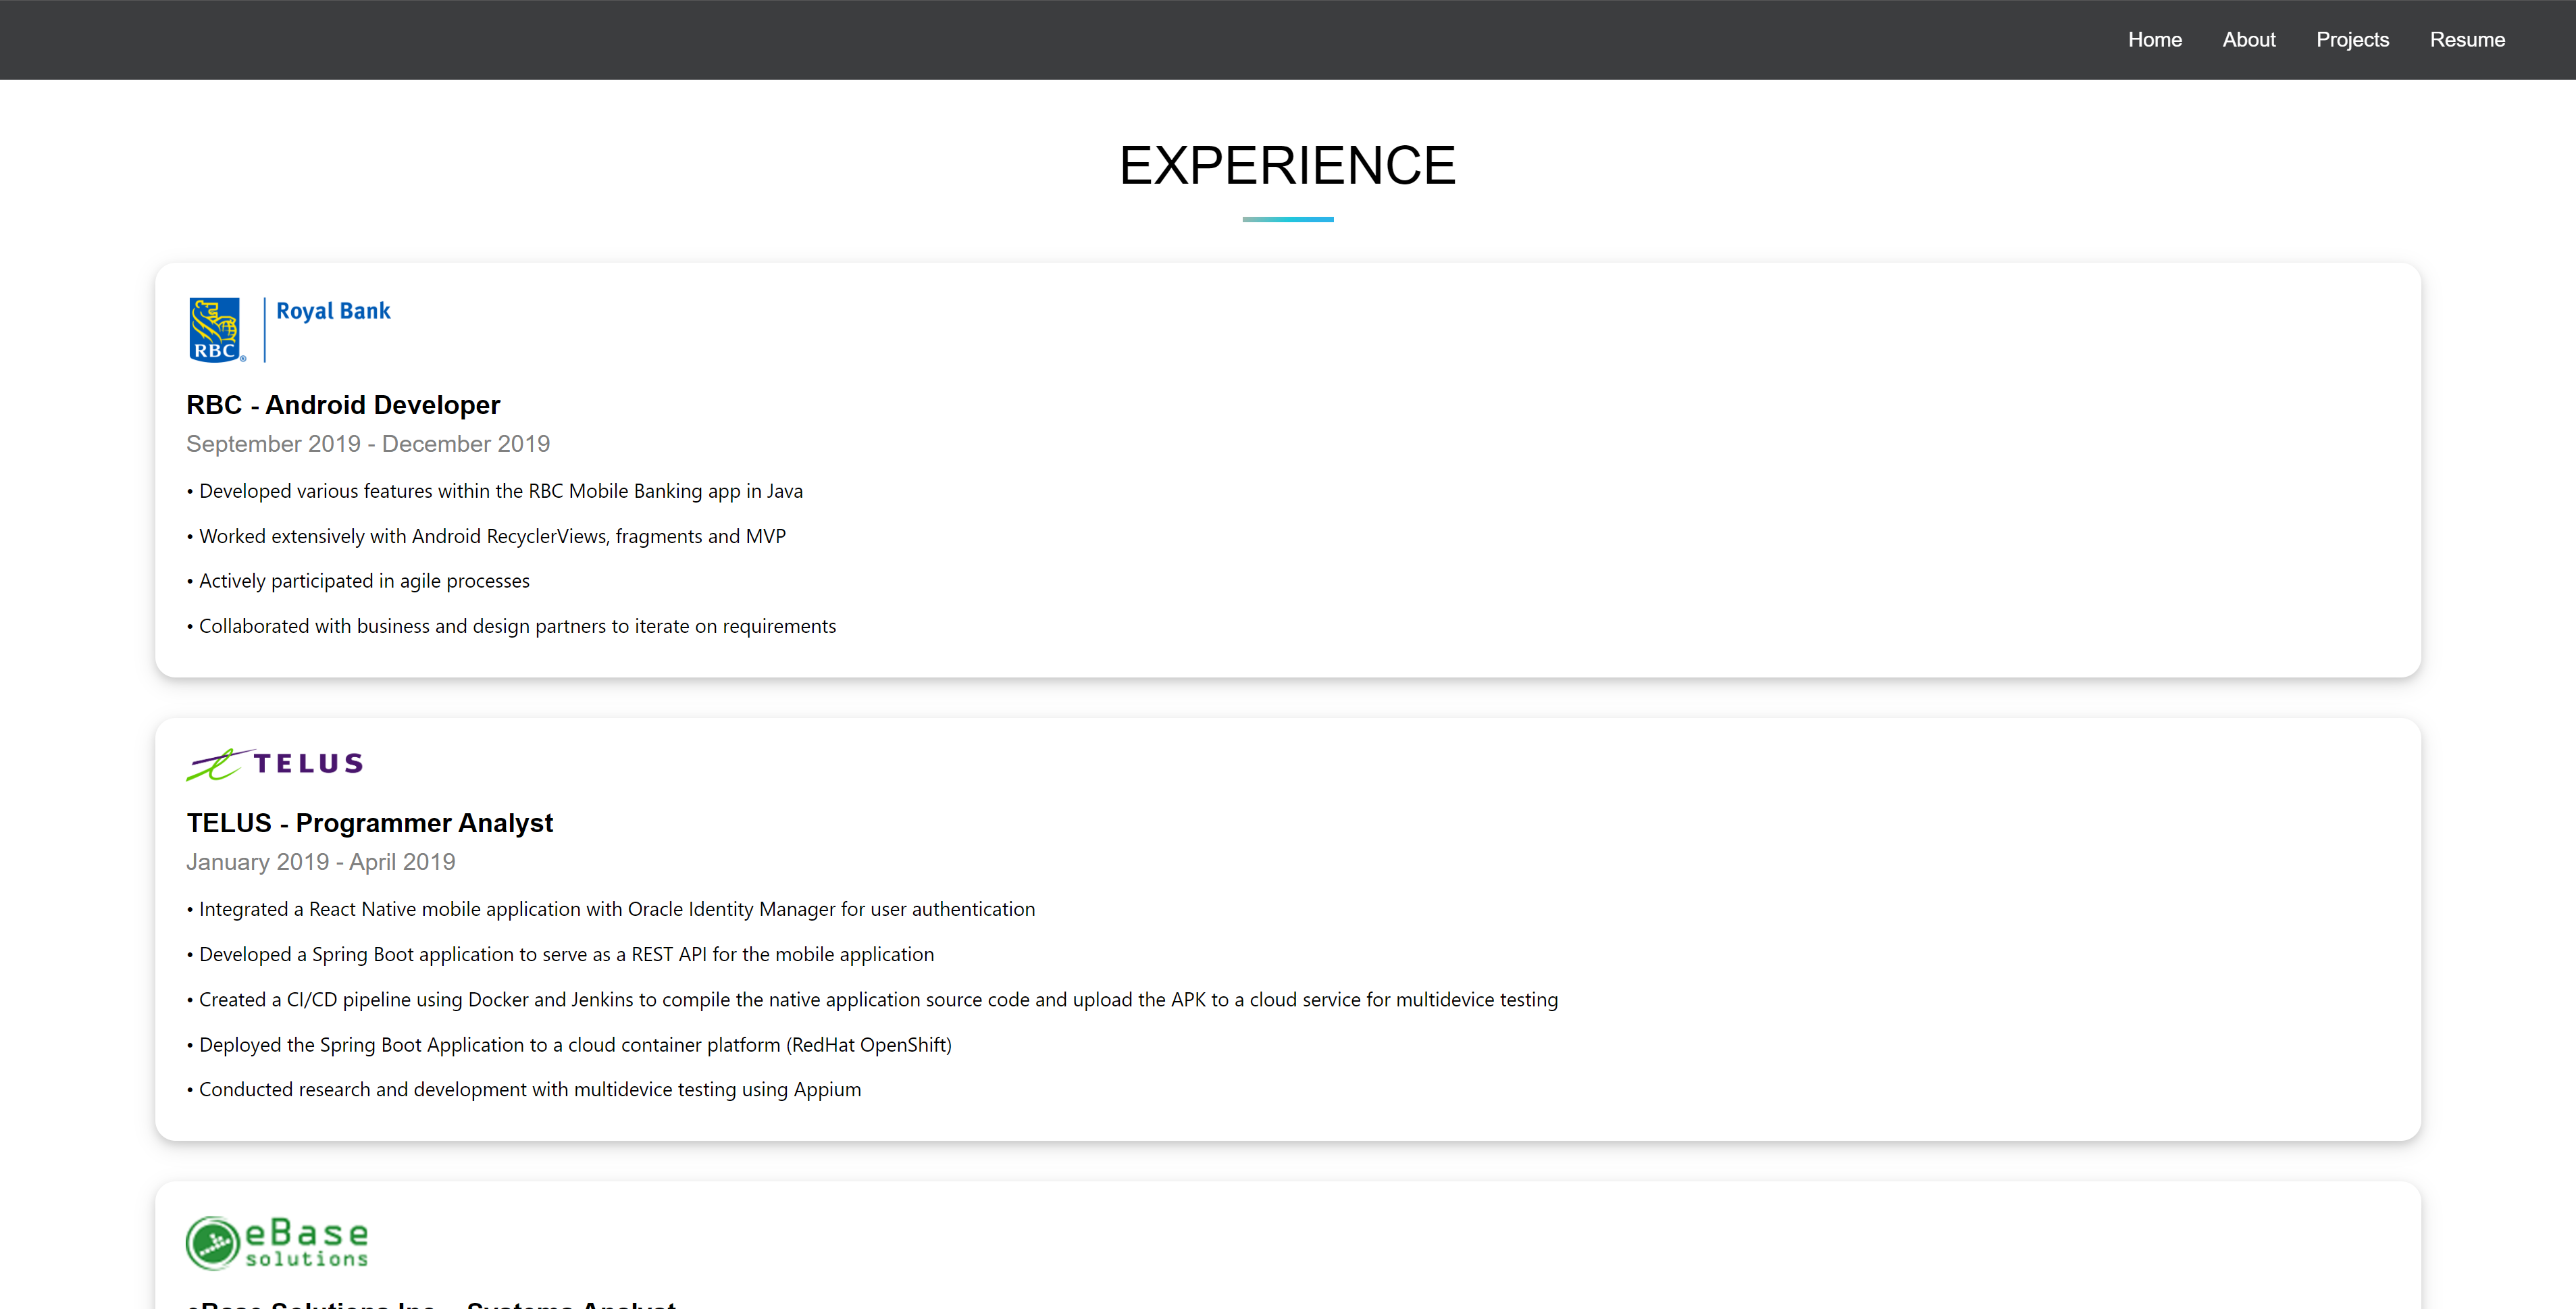 Home About Projects Resume
EXPERIENCE
Royal Bank
RBC®
RBC - Android Developer
September 2019 - December 2019
• Developed various features within the RBC Mobile Banking app in Java
• Worked extensively with Android RecyclerViews, fragments and MVP
• Actively participated in agile processes
• Collaborated with business and design partners to iterate on requirements
TELUS
TELUS - Programmer Analyst
January 2019 - April 2019
• Integrated a React Native mobile application with Oracle Identity Manager for user authentication
• Developed a Spring Boot application to serve as a REST API for the mobile application
• Created a CI/CD pipeline using Docker and Jenkins to compile the native application source code and upload the APK to a cloud service for multidevice testing
• Deployed the Spring Boot Application to a cloud container platform (RedHat OpenShift)
• Conducted research and development with multidevice testing using Appium
eBase
solutions
eBase Solutions Inc. - Systems Analyst